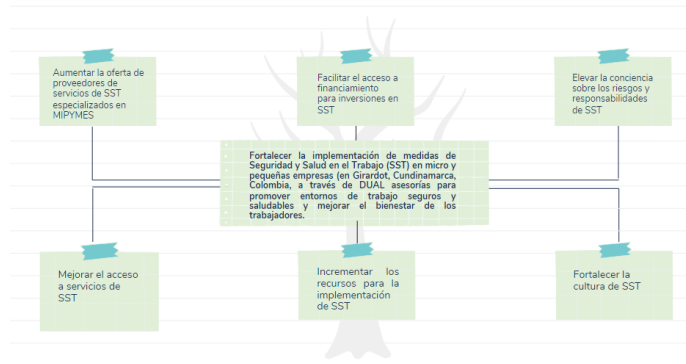 Aumentar la oferta de
proveedores de
servicios de SST
especializados en
MIPYMES
Facilitar el acceso a
financiamiento
para inversiones en
SST
Elevar la conciencia
sobre los riesgos y
responsabilidades
de SST
Fortalecer la implementación de medidas de
Seguridad y Salud en el Trabajo (SST) en micro y
pequeñas empresas (en Girardot, Cundinamarca,
Colombia, a través de DUAL asesorías para
promover entornos de trabajo seguros y
saludables y mejorar el bienestar de los
trabajadores.
Mejorar el acceso
a servicios de
SST
Incrementar los
recursos para la
implementación
de SST
Fortalecer la
cultura de SST